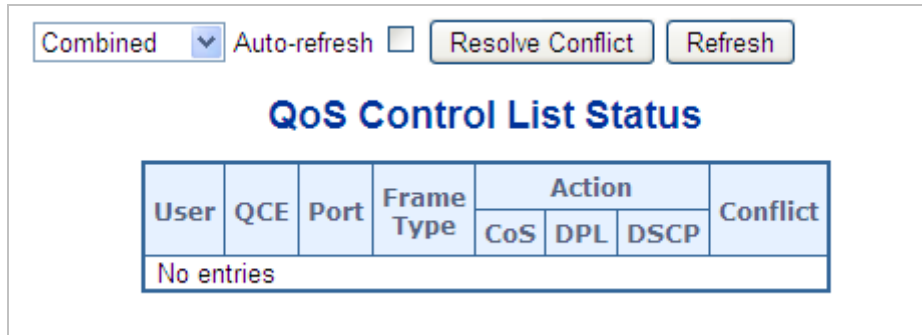 Combined Auto-refresh Resolve Conflict Refresh
QoS Control List Status
User QCE Port Frame Type Action Conflict
CoS DPL DSCP
No entries